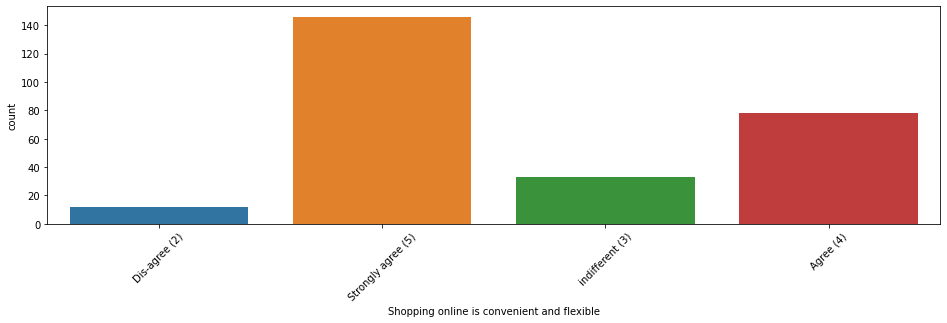 140
120
100
80
60
40
20
0
count
Dis-agree (2)
Strongly agree (5)
indifferent (3)
Agree (4)
Shopping online is convenient and flexible